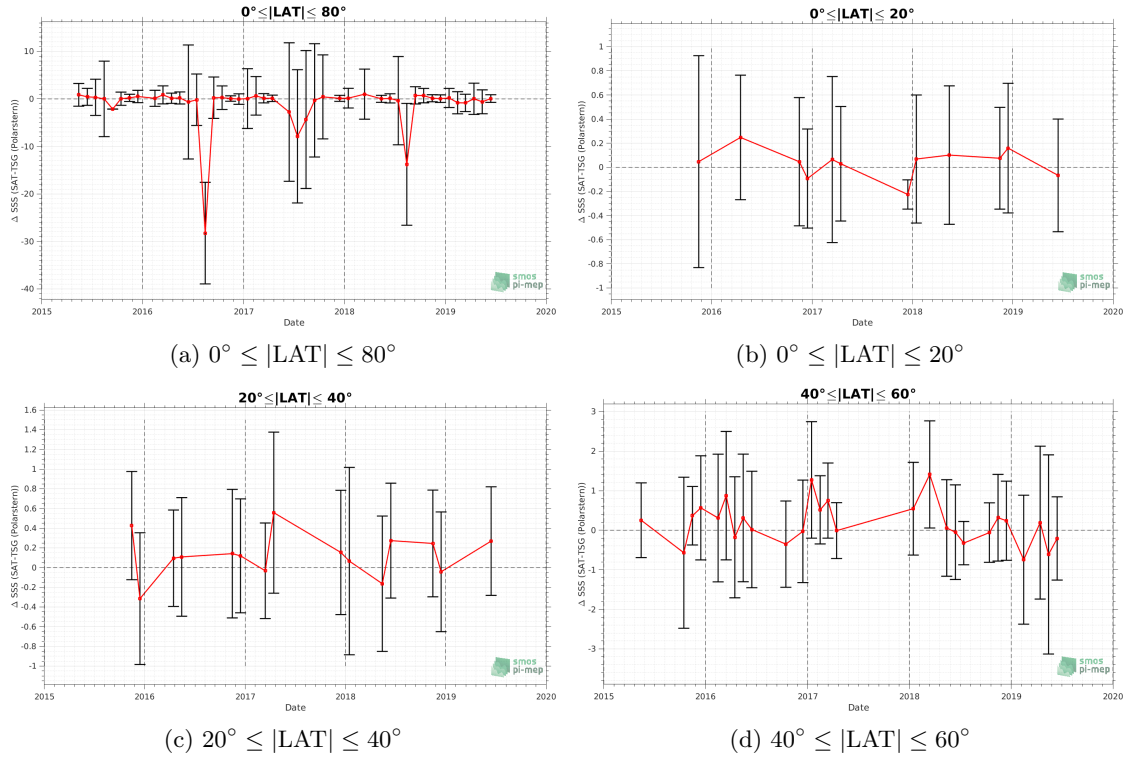 0°≤|LAT|≤ 80°
Δ SSS (SAT-TSG (Polarstern))
10
0
-10
-20
-30
-40
2015
2016
2017
2018
2019
2020
Date
smos
pi-mep
(a) 0° ≤ |LAT| ≤ 80°
0°≤|LAT|≤ 20°
Δ SSS (SAT-TSG (Polarstern))
1
0.8
0.6
0.4
0.2
0
-0.2
-0.4
-0.6
-0.8
-1
2015
2016
2017
2018
2019
2020
Date
smos
pi-mep
(b) 0° ≤ |LAT| ≤ 20°
20°≤|LAT|≤ 40°
Δ SSS (SAT-TSG (Polarstern))
1.6
1.4
1.2
1
0.8
0.6
0.4
0.2
0
-0.2
-0.4
-0.6
-0.8
-1
2015
2016
2017
2018
2019
2020
Date
smos
pi-mep
(c) 20° ≤ |LAT| ≤ 40°
40°≤|LAT|≤ 60°
Δ SSS (SAT-TSG (Polarstern))
3
2
1
0
-1
-2
-3
2015
2016
2017
2018
2019
2020
Date
smos
pi-mep
(d) 40° ≤ |LAT| ≤ 60°